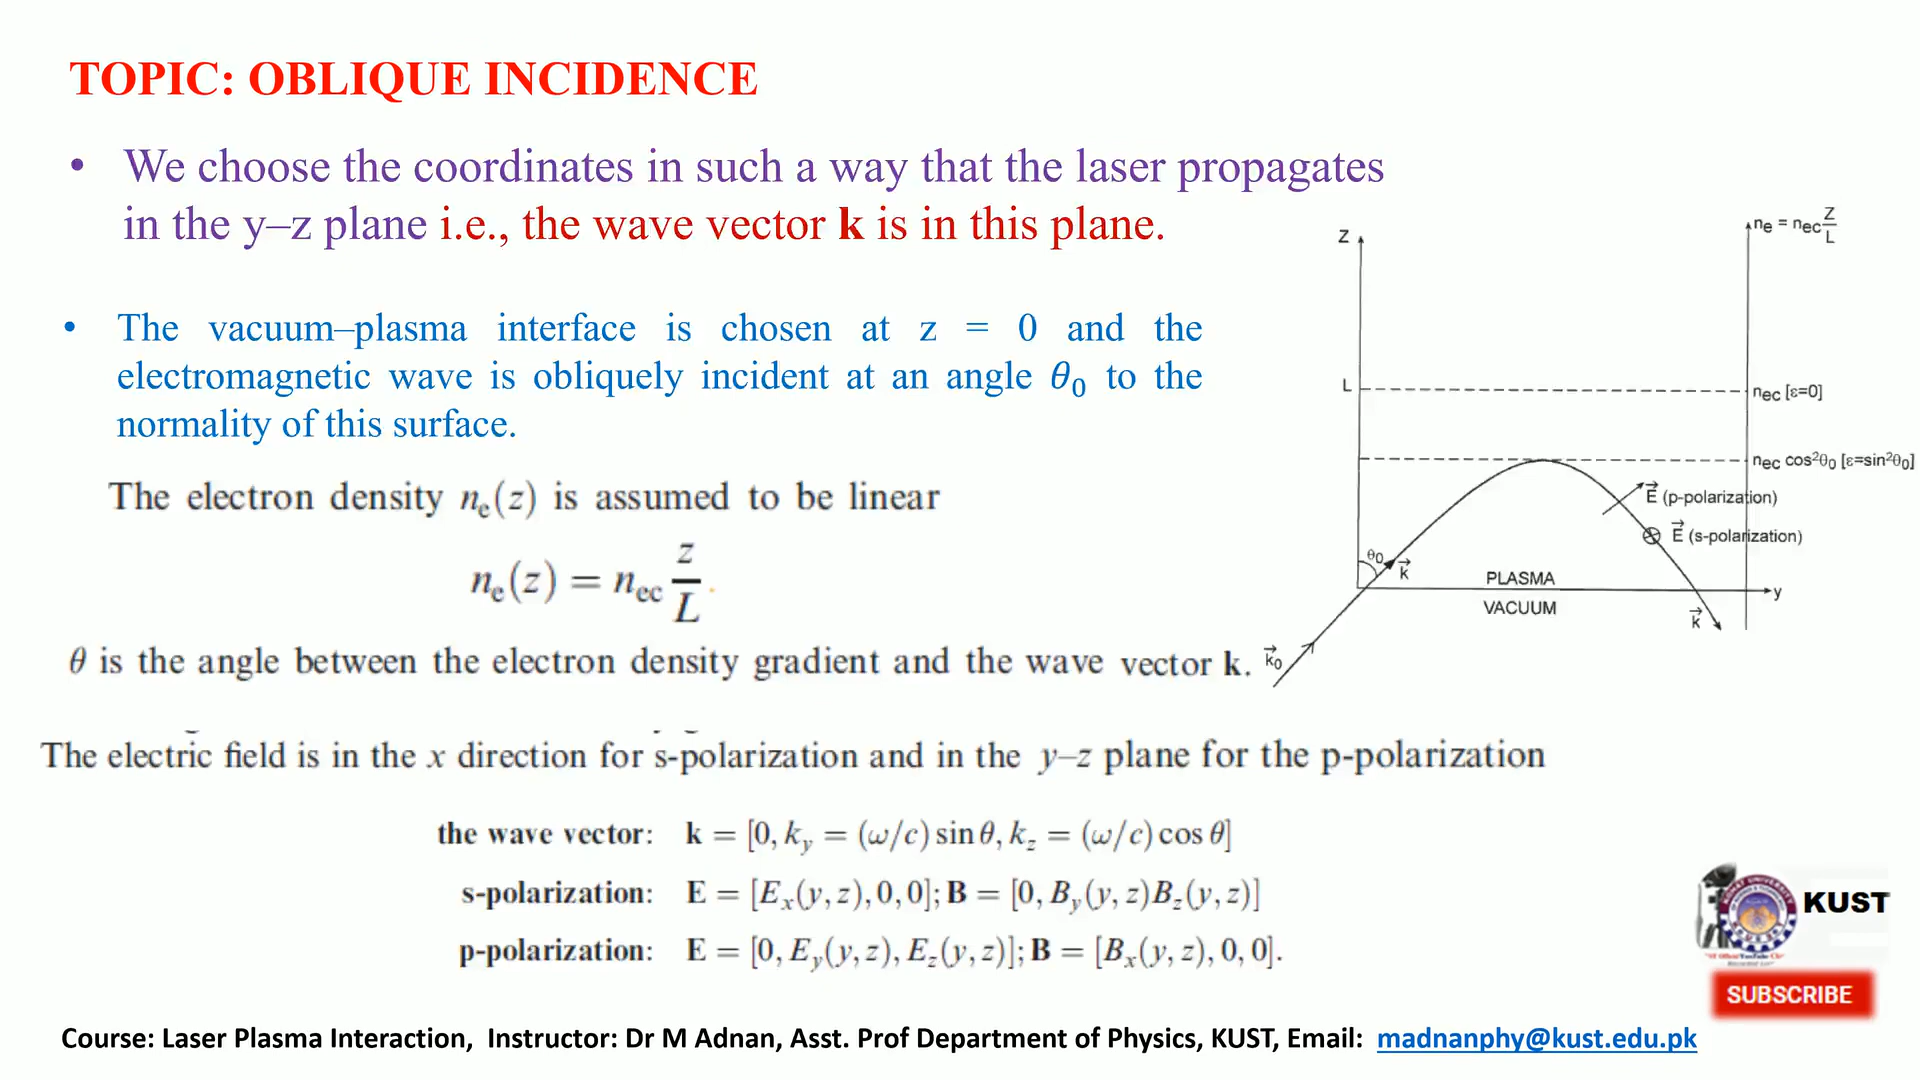 TOPIC: OBLIQUE INCIDENCE
• We choose the coordinates in such a way that the laser propagates
in the y–z plane i.e., the wave vector k is in this plane.
• The vacuum–plasma interface is chosen at z = 0 and the
electromagnetic wave is obliquely incident at an angle θ₀ to the
normality of this surface.
The electron density nₑ(z) is assumed to be linear
nₑ(z) = n_ec z/L
θ is the angle between the electron density gradient and the wave vector k.
Z
nₑ = n_ec Z/L
L
n_ec [ε=0]
n_ec cos²θ₀ [ε=sin²θ₀]
E⃗ (p-polarization)
E⃗ (s-polarization)
θ₀
k⃗
PLASMA
VACUUM
y
k⃗
k⃗₀
The electric field is in the x direction for s-polarization and in the y–z plane for the p-polarization
the wave vector: k = [0, k_y = (ω/c) sin θ, k_z = (ω/c) cos θ]
s-polarization: E = [Eₓ(y, z), 0, 0]; B = [0, B_y(y, z)B_z(y, z)]
p-polarization: E = [0, E_y(y, z), E_z(y, z)]; B = [Bₓ(y, z), 0, 0].
KUST
SUBSCRIBE
Course: Laser Plasma Interaction, Instructor: Dr M Adnan, Asst. Prof Department of Physics, KUST, Email: madnanphy@kust.edu.pk